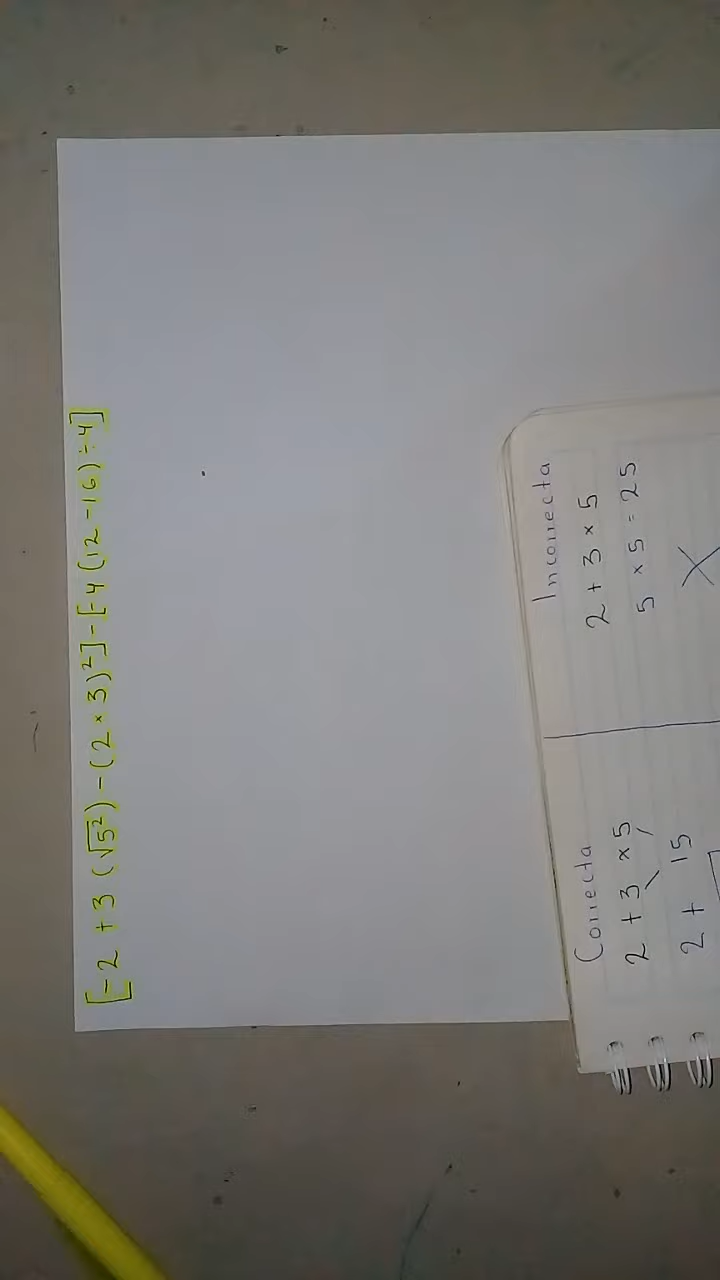 [-2 + 3 (√5²) - (2 × 3)²] - [-4 (12 - 16) ÷ 4]
Correcta
2 + 3 × 5
2 + 15
Incorrecta
2 + 3 × 5
5 × 5 = 25
X